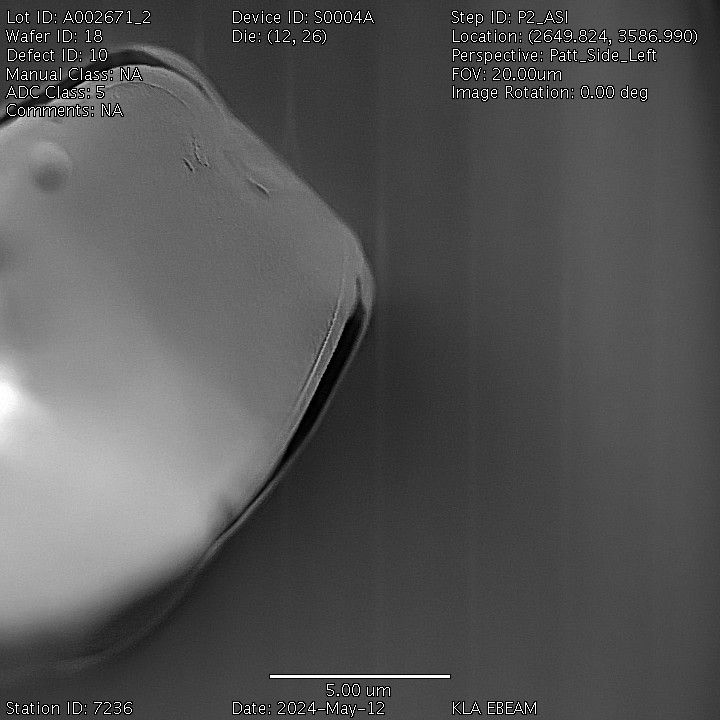 Lot ID: A002671_2
Wafer ID: 18
Defect ID: 10
Manual Class: NA
ADC Class: 5
Comments: NA
Device ID: S0004A
Die: (12, 26)
Step ID: P2_ASI
Location: (2649.824, 3586.990)
Perspective: Patt_Side_Left
FOV: 20.00um
Image Rotation: 0.00 deg
5.00 um
Station ID: 7236
Date: 2024-May-12
KLA EBEAM